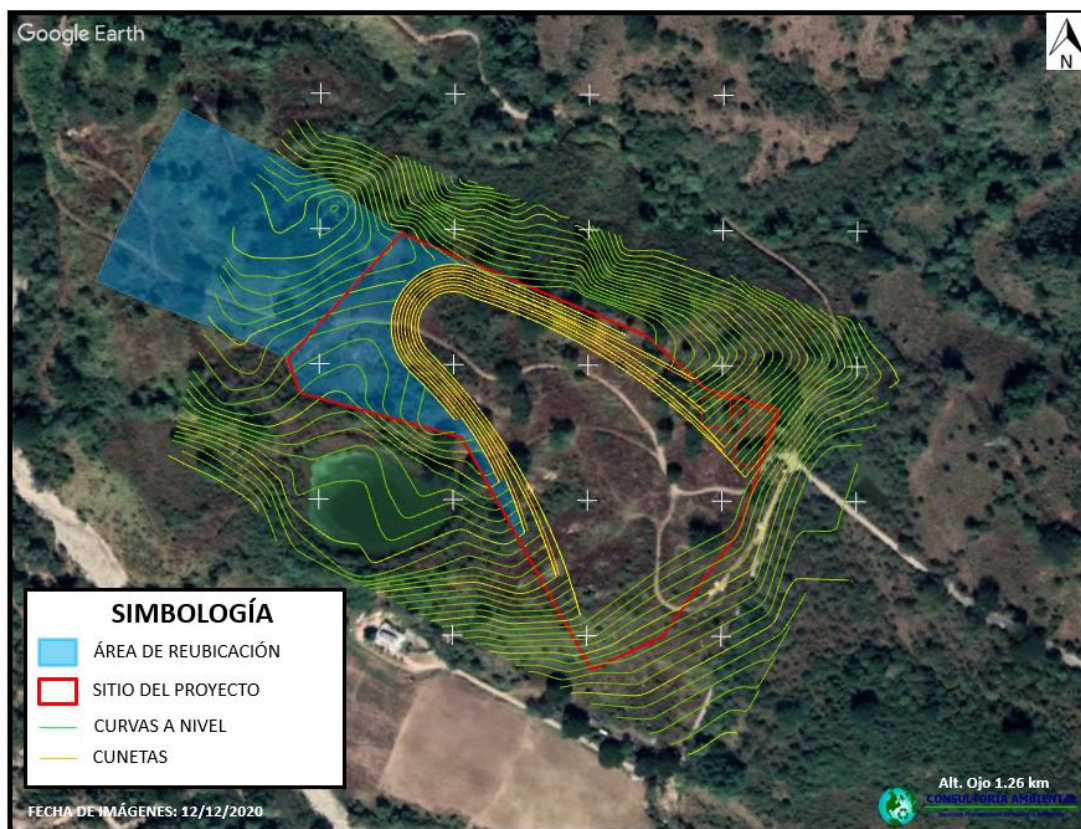 Google Earth
N
SIMBOLOGÍA
ÁREA DE REUBICACIÓN
SITIO DEL PROYECTO
CURVAS A NIVEL
CUNETAS
FECHA DE IMÁGENES: 12/12/2020
Alt. Ojo 1.26 km
CONSULTORÍA AMBIENTAL